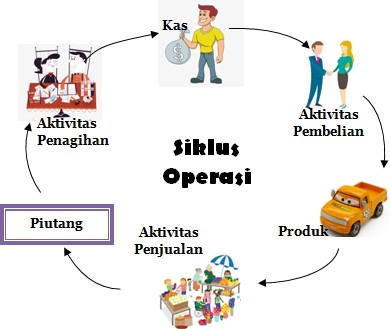 Kas
Aktivitas
Pembelian
Produk
Aktivitas
Penjualan
Piutang
Aktivitas
Penagihan
Siklus
Operasi